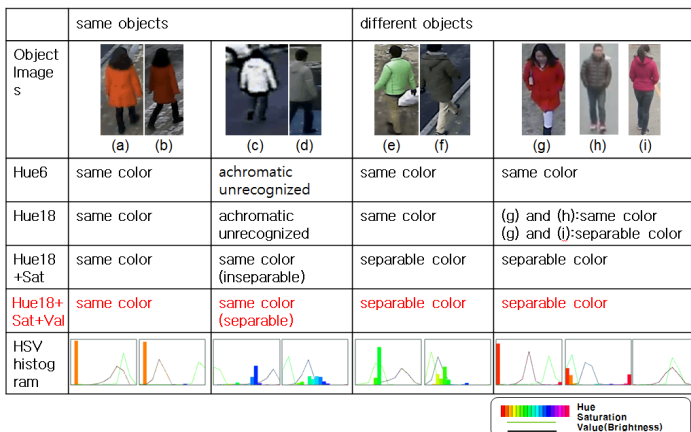 same objects
different objects
Object
Image
s
(a)
(b)
(c)
(d)
(e)
(f)
(g)
(h)
(i)
Hue6
same color
achromatic
unrecognized
same color
same color
Hue18
same color
achromatic
unrecognized
same color
(g) and (h):same color
(g) and (i):separable color
Hue18
+Sat
same color
same color
(inseparable)
separable color
separable color
Hue18+
Sat+Val
same color
same color
(separable)
separable color
separable color
HSV
histog
ram
Hue
Saturation
Value(Brightness)